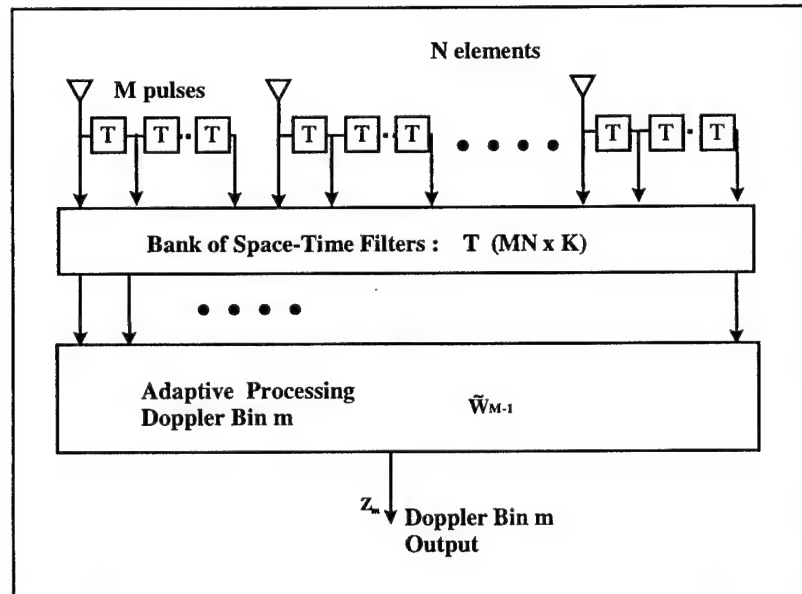 N elements
M pulses
T T T T T T T T T
Bank of Space-Time Filters : T (MN x K)
Adaptive Processing W̃M-1
Doppler Bin m
Zm Doppler Bin m
Output